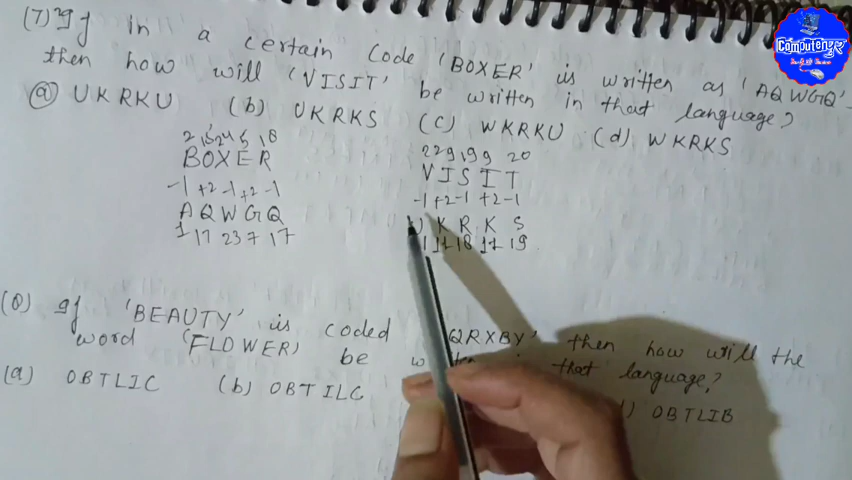 (7) If in a certain code 'BOXER' is written as 'AQWGQ'-
then how will 'VISIT' be written in that language?
(a) UKRKU (b) UKRKS (c) WKRKU (d) WKRKS
2 15 24 5 18
BOXER
-1 +2 -1 +2 -1
AQWGQ
1 17 23 7 17
22 9 19 9 20
VISIT
-1 +2 -1 +2 -1
K R K S
11 18 11 19
If 'BEAUTY' is coded QRXBY' then how will the
word 'FLOWER' be that language?
(a) OBTLIC (b) OBTILC OBTLIB
Computengr